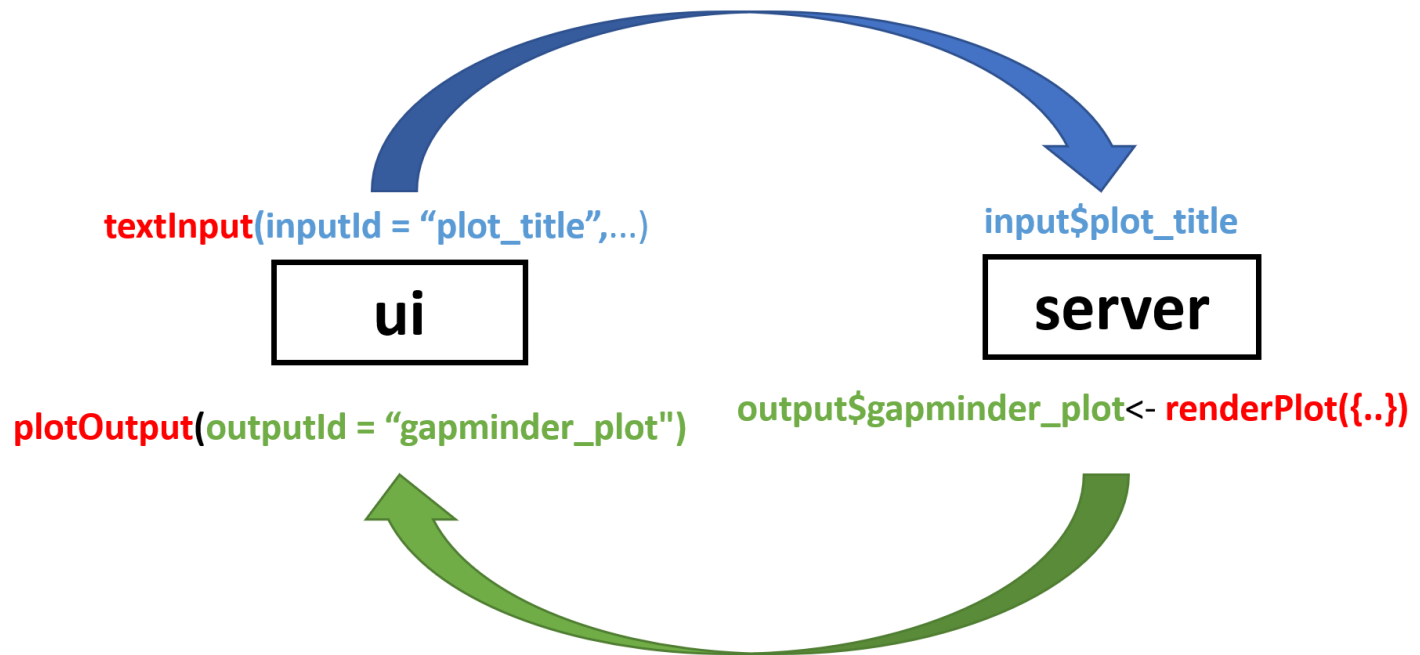 textInput(inputId = “plot_title”,...)
input$plot_title
ui
server
plotOutput(outputId = “gapminder_plot")
output$gapminder_plot<- renderPlot({..})